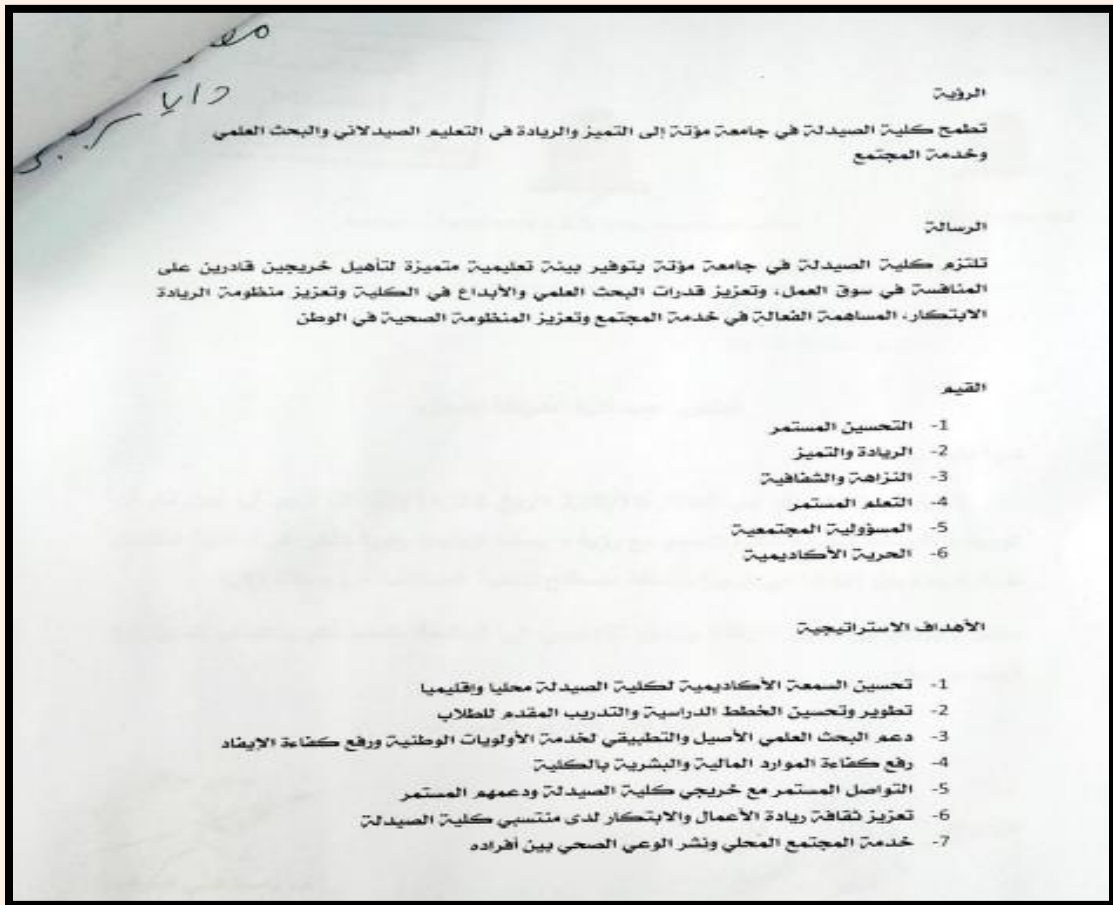 الرؤية
تطمح كلية الصيدلة في جامعة مؤتة إلى التميز والريادة في التعليم الصيدلاني والبحث العلمي
وخدمة المجتمع
الرسالة
تلتزم كلية الصيدلة في جامعة مؤتة بتوفير بيئة تعليمية متميزة لتأهيل خريجين قادرين على
المنافسة في سوق العمل، وتعزيز قدرات البحث العلمي والأبداع في الكلية وتعزيز منظومة الريادة
الابتكار، المساهمة الفعالة في خدمة المجتمع وتعزيز المنظومة الصحية في الوطن
القيم
1- التحسين المستمر
2- الريادة والتميز
3- النزاهة والشفافية
4- التعلم المستمر
5- المسؤولية المجتمعية
6- الحرية الأكاديمية
الأهداف الاستراتيجية
1- تحسين السمعة الأكاديمية لكلية الصيدلة محليا وإقليميا
2- تطوير وتحسين الخطط الدراسية والتدريب المقدم للطلاب
3- دعم البحث العلمي الأصيل والتطبيقي لخدمة الأولويات الوطنية ورفع كفاءة الإيفاد
4- رفع كفاءة الموارد المالية والبشرية بالكلية
5- التواصل المستمر مع خريجي كلية الصيدلة ودعمهم المستمر
6- تعزيز ثقافة ريادة الأعمال والابتكار لدى منتسبي كلية الصيدلة
7- خدمة المجتمع المحلي ونشر الوعي الصحي بين أفراده